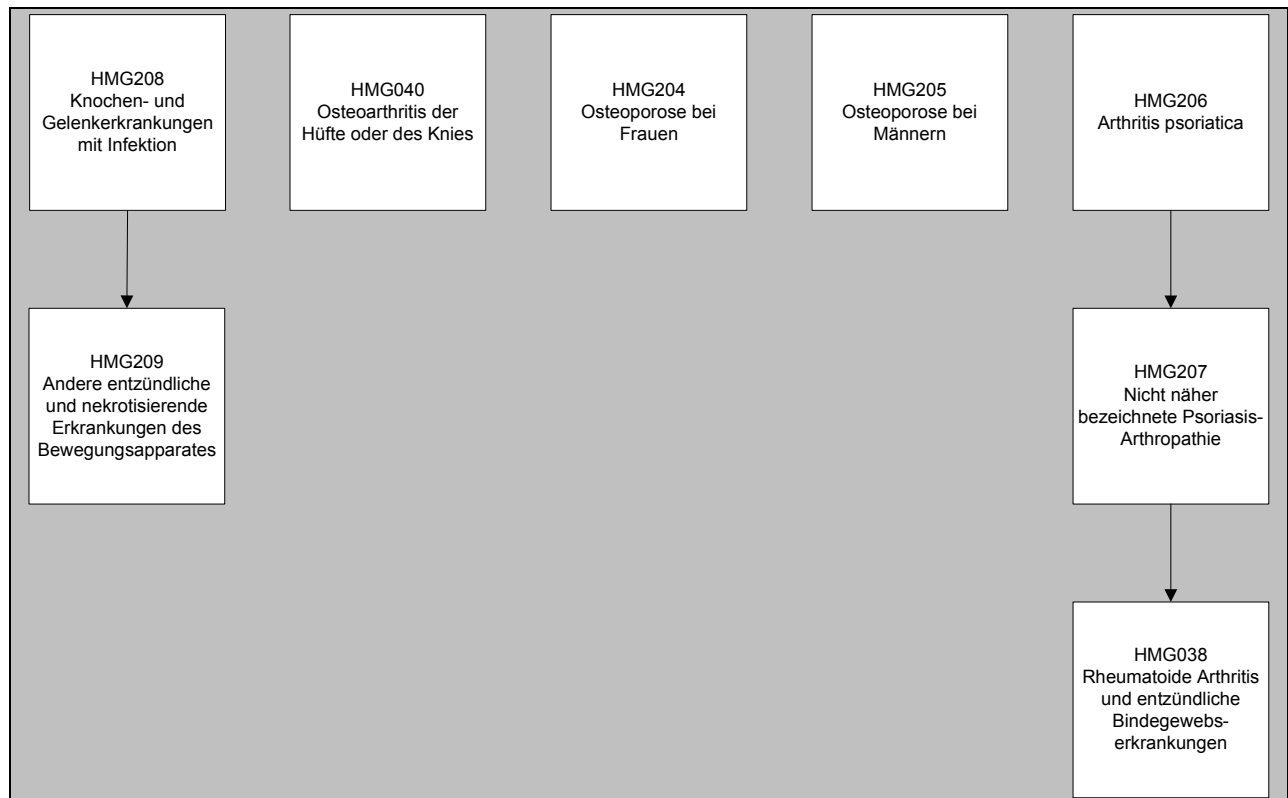 HMG208
Knochen- und
Gelenkerkrankungen
mit Infektion
HMG040
Osteoarthritis der
Hüfte oder des Knies
HMG204
Osteoporose bei
Frauen
HMG205
Osteoporose bei
Männern
HMG206
Arthritis psoriatica
HMG209
Andere entzündliche
und nekrotisierende
Erkrankungen des
Bewegungsapparates
HMG207
Nicht näher
bezeichnete Psoriasis-
Arthropathie
HMG038
Rheumatoide Arthritis
und entzündliche
Bindegewebs-
erkrankungen